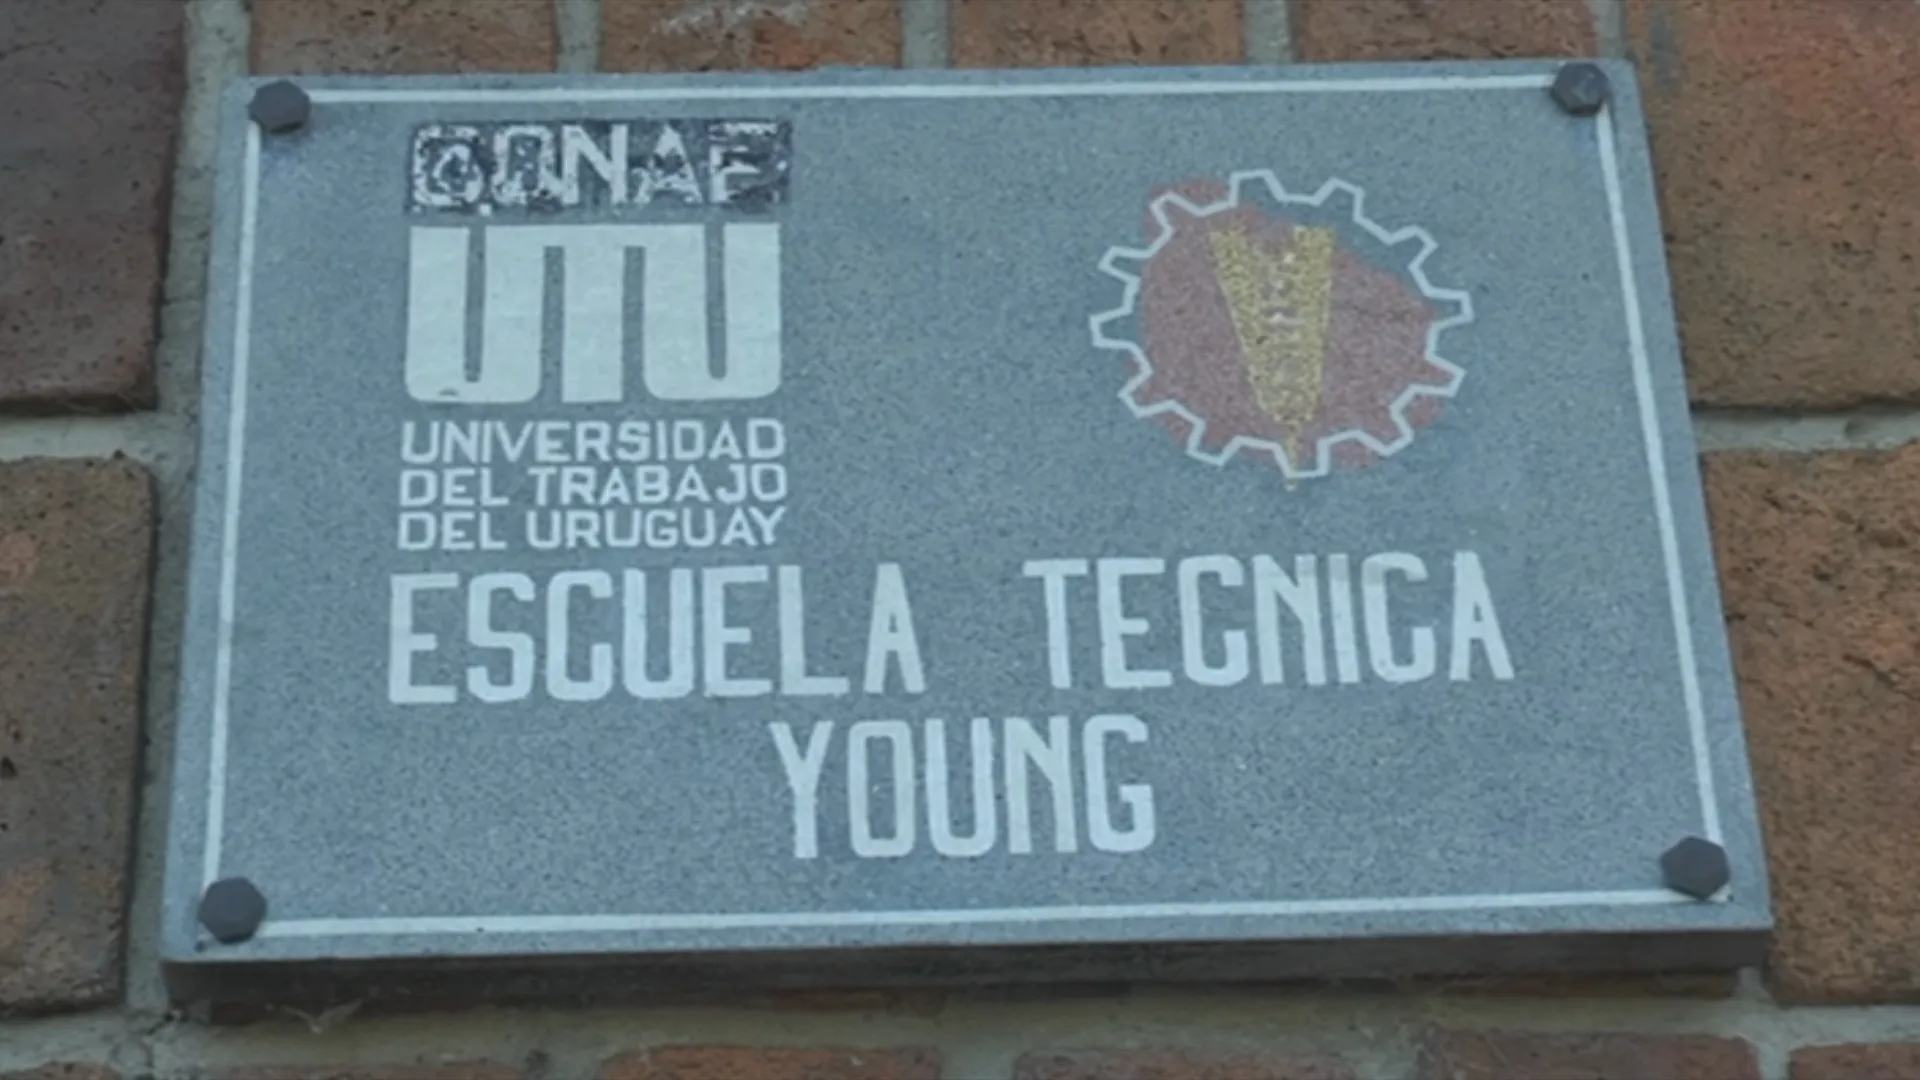 CONAE
UTU
UNIVERSIDAD
DEL TRABAJO
DEL URUGUAY
ESCUELA TECNICA
YOUNG